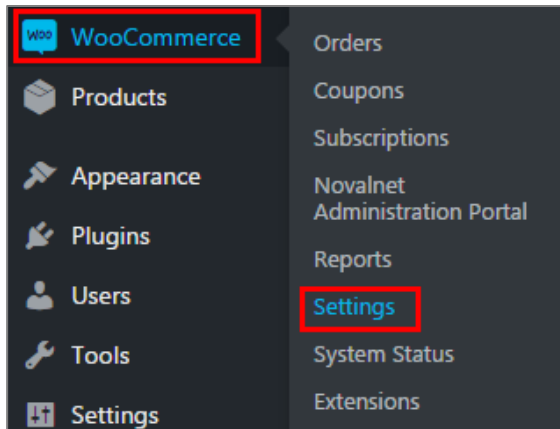 Woo WooCommerce
Products
Appearance
Plugins
Users
Tools
Settings
Orders
Coupons
Subscriptions
Novalnet
Administration Portal
Reports
Settings
System Status
Extensions